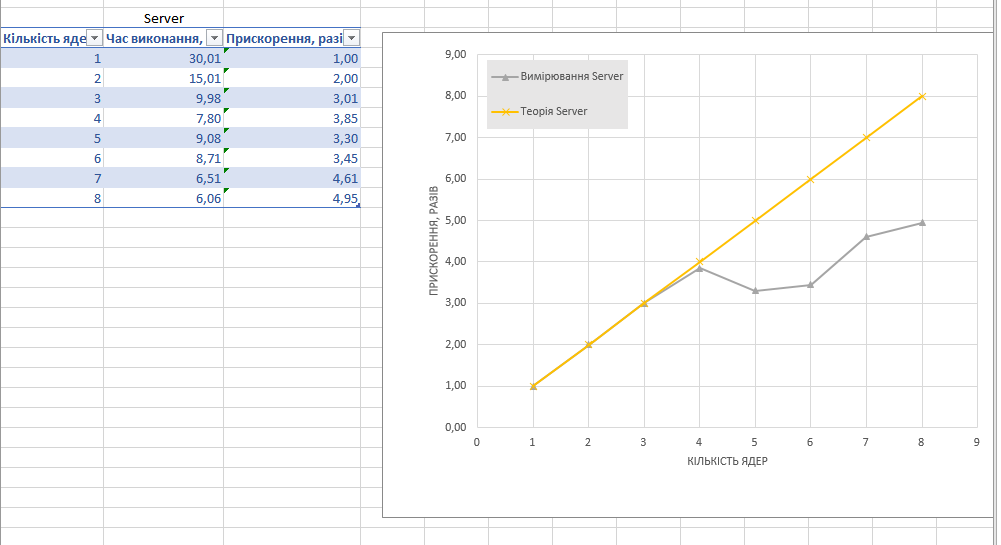 Server
Кількість яде Час виконання, Прискорення, разі
1 30,01 1,00
2 15,01 2,00
3 9,98 3,01
4 7,80 3,85
5 9,08 3,30
6 8,71 3,45
7 6,51 4,61
8 6,06 4,95
9,00
8,00
7,00
6,00
5,00
4,00
3,00
2,00
1,00
0,00
ПРИСКОРЕННЯ, РАЗІВ
Вимірювання Server
Теорія Server
0 1 2 3 4 5 6 7 8 9
КІЛЬКІСТЬ ЯДЕР